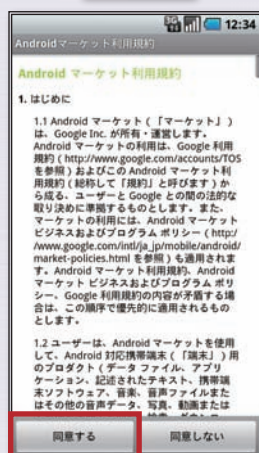 3G 12:34
Androidマーケット利用規約
Android マーケット利用規約
1. はじめに
1.1 Android マーケット(「マーケット」)
は、Google Inc. が所有・運営します。
Android マーケットの利用は、Google 利用
規約 ( http://www.google.com/accounts/TOS
を参照 ) およびこの Android マーケット利
用規約 ( 総称して「規約」と呼びます ) か
ら成る、ユーザーと Google との間の法的な
取り決めに準拠するものとします。また、
マーケットの利用には、Android マーケット
ビジネスおよびプログラム ポリシー ( http:/
/www.google.com/intl/ja_jp/mobile/android/
market-policies.html を参照 ) も適用されま
す。Android マーケット利用規約、Android
マーケット ビジネスおよびプログラム ポリ
シー、Google 利用規約の内容が矛盾する場
合は、この順序で優先的に適用されるもの
とします。
1.2 ユーザーは、Android マーケットを使用
して、Android 対応携帯端末 (「端末」) 用
のプロダクト ( データ ファイル、アプリ
ケーション、記述されたテキスト、携帯端
末ソフトウェア、音楽、音声ファイルまた
はその他の音声データ、写真、動画または
同意する
同意しない